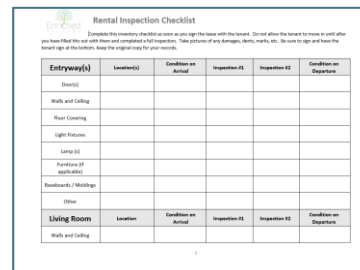 Enriched
Rental Inspection Checklist
Complete this inventory checklist as soon as you sign the lease with the tenant. Do not allow the tenant to move in until after
you have filled this out with them and completed a full inspection. Take pictures of any damages, dents, marks, etc. Be sure to sign and have the
tenant sign at the bottom. Keep the original copy for your records.
Entryway(s) Location(s) Condition on Arrival Inspection #1 Inspection #2 Condition on Departure
Door(s)
Walls and Ceiling
Floor Covering
Light Fixtures
Lamp (s)
Furniture (if
applicable)
Baseboards / Moldings
Other
Living Room Location Condition on Arrival Inspection #1 Inspection #2 Condition on Departure
Walls and Ceiling
1